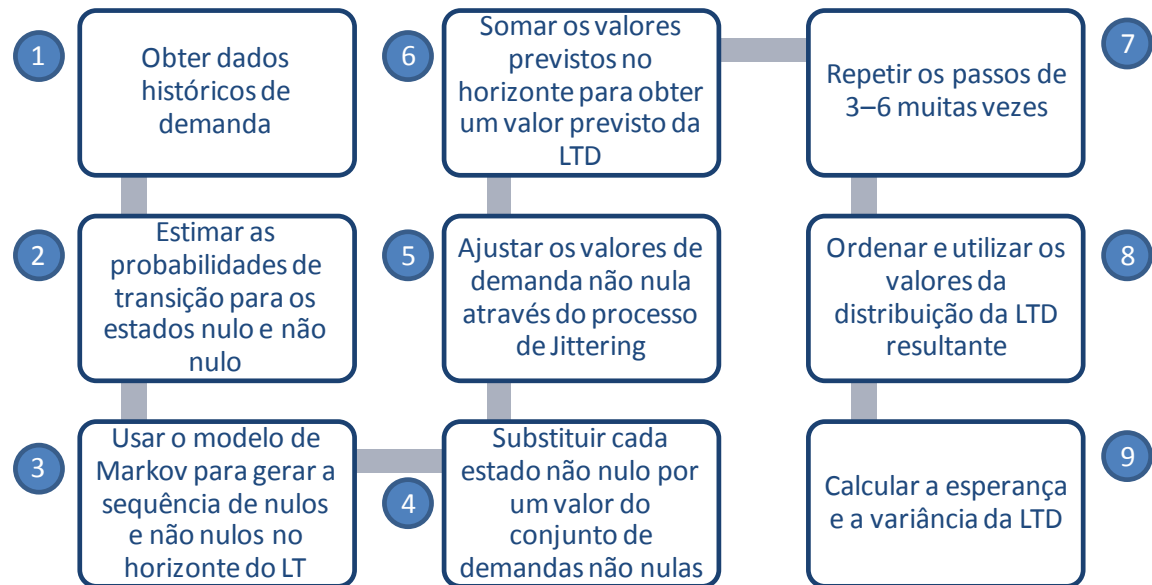 1
Obter dados
históricos de
demanda
2
Estimar as
probabilidades de
transição para os
estados nulo e não
nulo
3
Usar o modelo de
Markov para gerar a
sequência de nulos
e não nulos no
horizonte do LT
4
Substituir cada
estado não nulo por
um valor do
conjunto de
demandas não nulas
5
Ajustar os valores de
demanda não nula
através do processo
de Jittering
6
Somar os valores
previstos no
horizonte para obter
um valor previsto da
LTD
7
Repetir os passos de
3–6 muitas vezes
8
Ordenar e utilizar os
valores da
distribuição da LTD
resultante
9
Calcular a esperança
e a variância da LTD